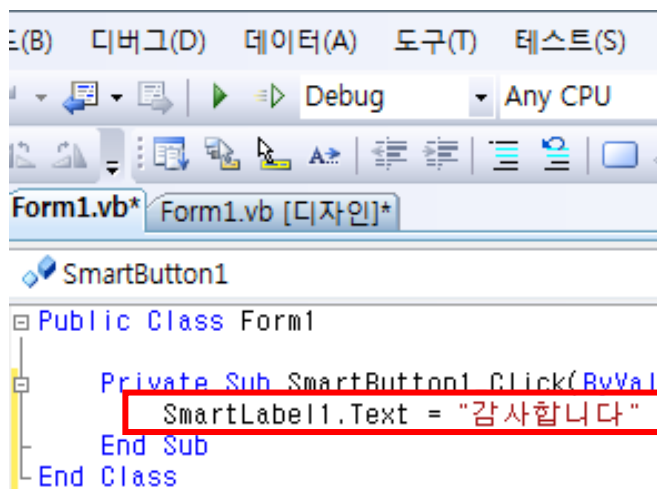 (B) 디버그(D) 데이터(A) 도구(T) 테스트(S)
Debug Any CPU
Form1.vb* Form1.vb [디자인]*
SmartButton1
Public Class Form1
Private Sub SmartButton1_Click(ByVal
SmartLabel1.Text = "감사합니다"
End Sub
End Class